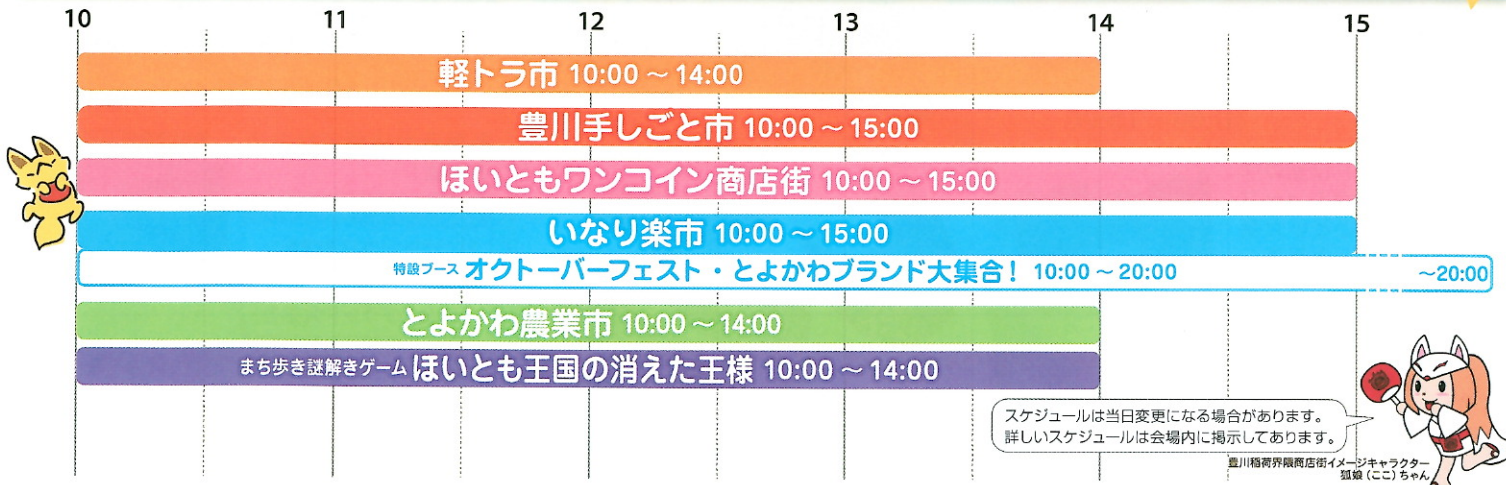 10 11 12 13 14 15
軽トラ市 10:00 ~ 14:00
豊川手しごと市 10:00 ~ 15:00
ほいともワンコイン商店街 10:00 ~ 15:00
いなり楽市 10:00 ~ 15:00
特設ブース オクトーバーフェスト・とよかわブランド大集合! 10:00 ~ 20:00 ~20:00
とよかわ農業市 10:00 ~ 14:00
まち歩き謎解きゲーム ほいとも王国の消えた王様 10:00 ~ 14:00
スケジュールは当日変更になる場合があります。
詳しいスケジュールは会場内に掲示してあります。
豊川稲荷界隈商店街イメージキャラクター
狐娘(ここ)ちゃん